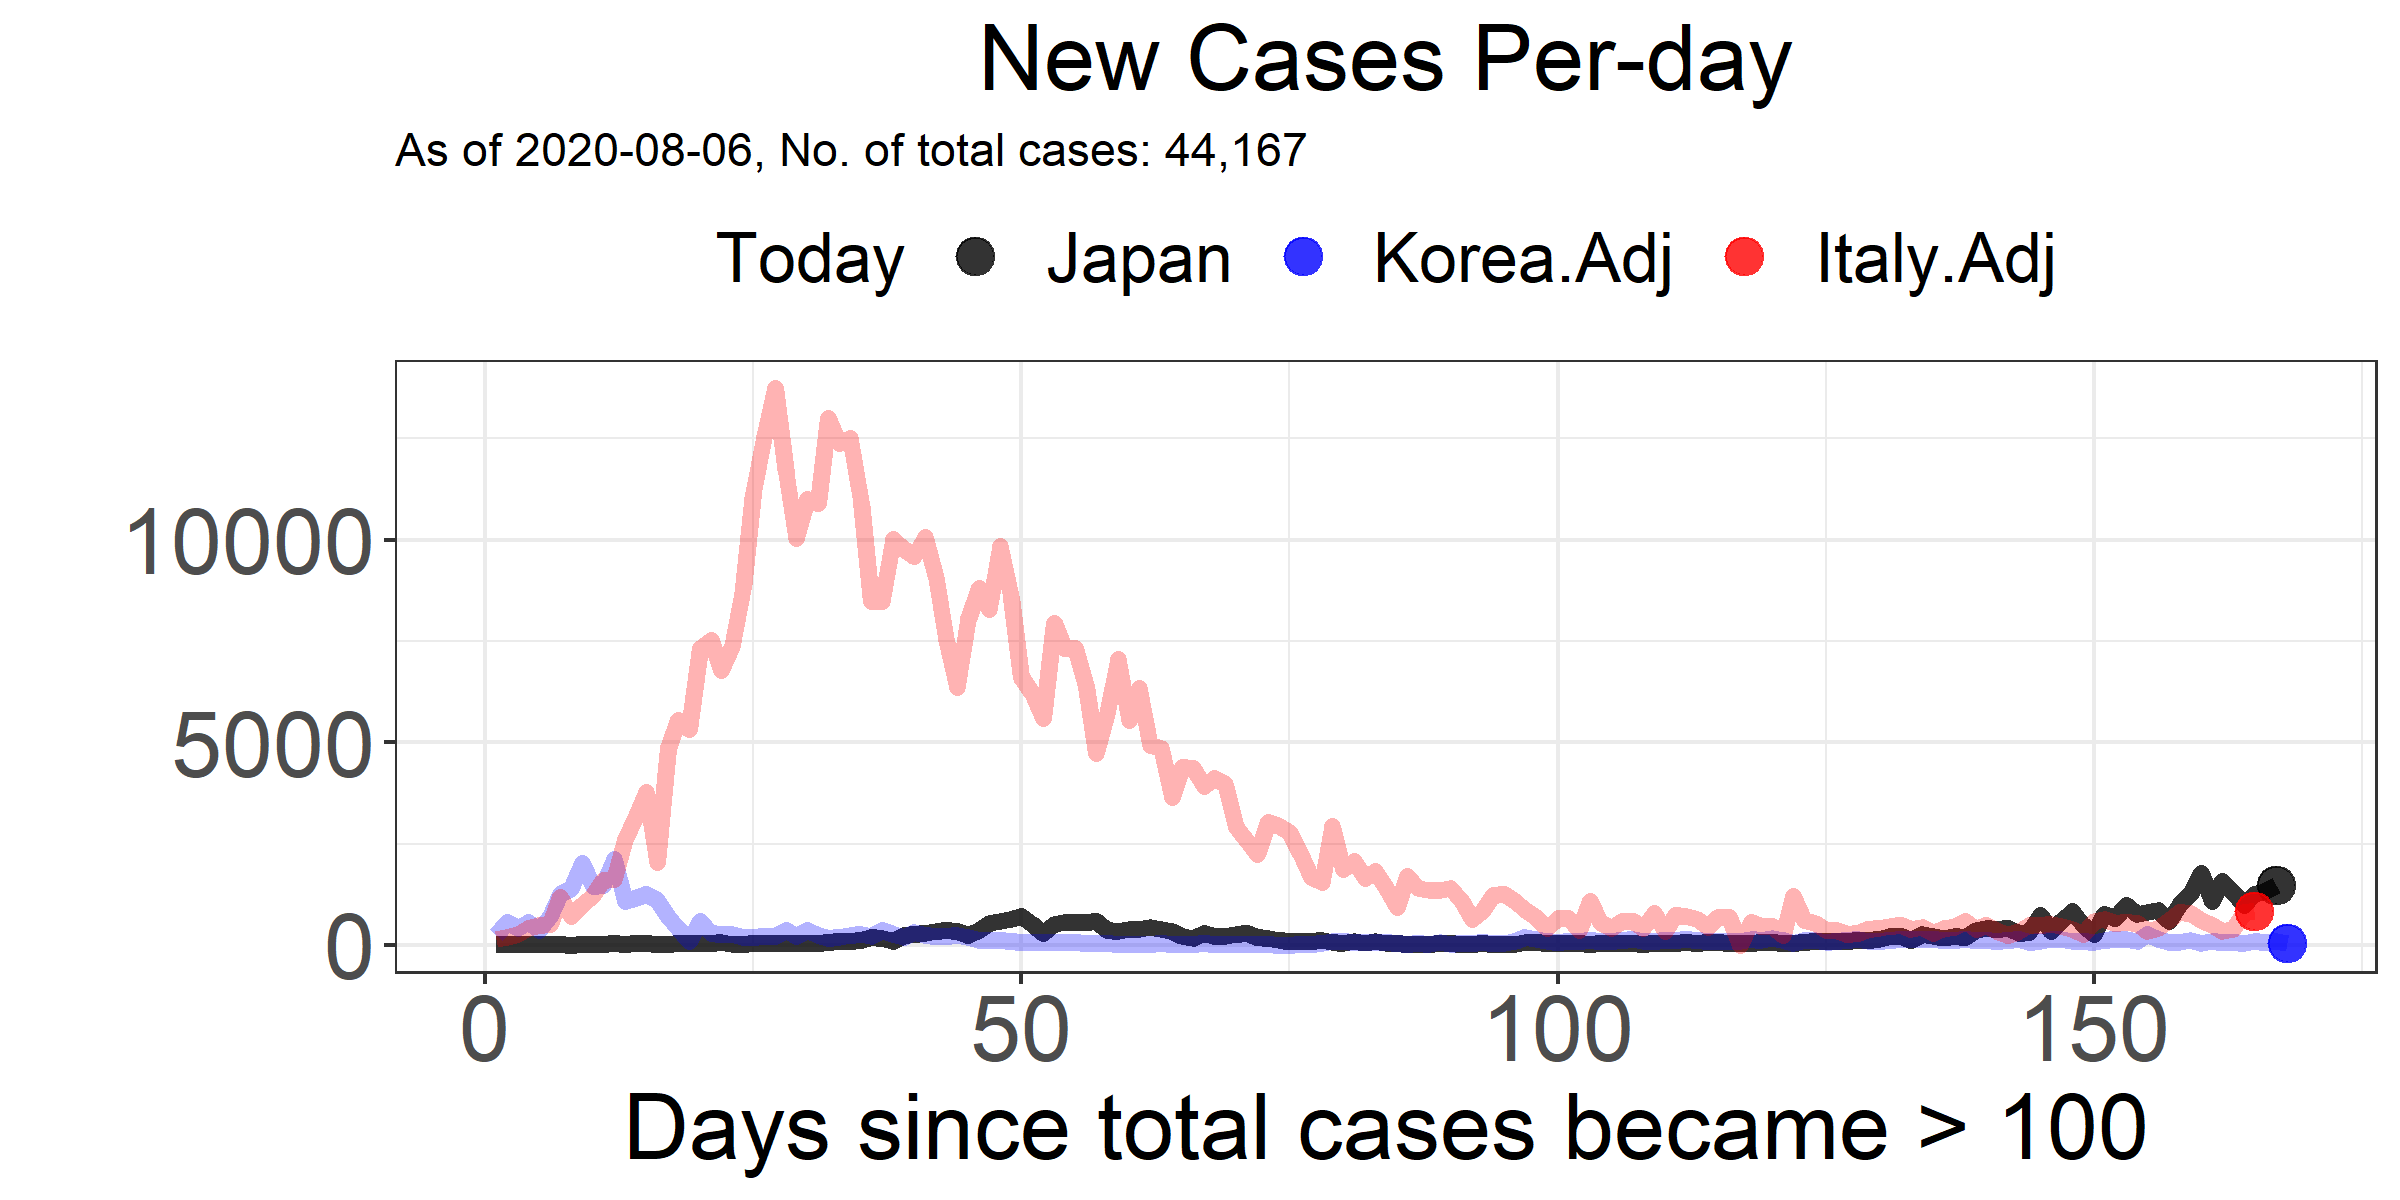 New Cases Per-day
As of 2020-08-06, No. of total cases: 44,167
Today Japan Korea.Adj Italy.Adj
10000
5000
0
0 50 100 150
Days since total cases became > 100